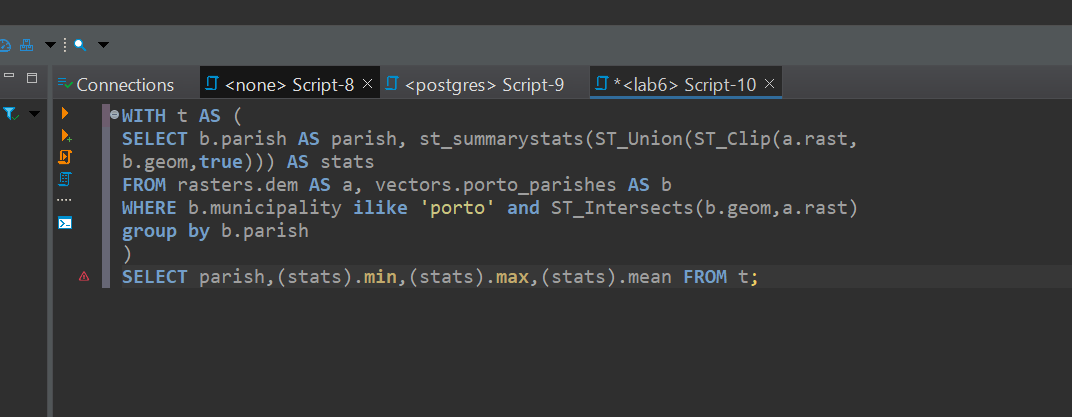 Connections
<none> Script-8
<postgres> Script-9
*<lab6> Script-10
WITH t AS (
SELECT b.parish AS parish, st_summarystats(ST_Union(ST_Clip(a.rast,
b.geom,true))) AS stats
FROM rasters.dem AS a, vectors.porto_parishes AS b
WHERE b.municipality ilike 'porto' and ST_Intersects(b.geom,a.rast)
group by b.parish
)
SELECT parish,(stats).min,(stats).max,(stats).mean FROM t;